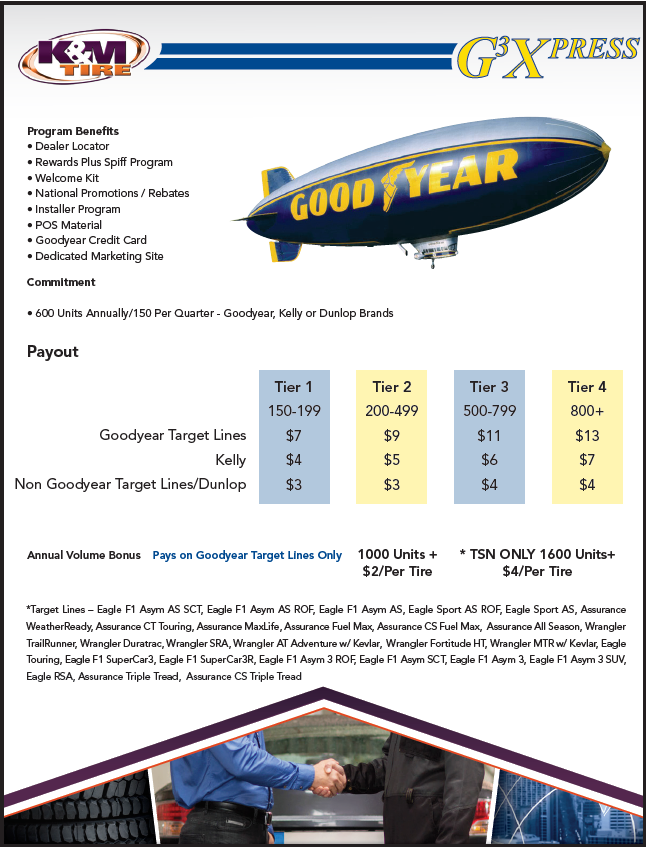 K&M
TIRE
G3XPRESS
GOOD YEAR
Program Benefits
• Dealer Locator
• Rewards Plus Spiff Program
• Welcome Kit
• National Promotions / Rebates
• Installer Program
• POS Material
• Goodyear Credit Card
• Dedicated Marketing Site
Commitment
• 600 Units Annually/150 Per Quarter - Goodyear, Kelly or Dunlop Brands
Payout
Tier 1 Tier 2 Tier 3 Tier 4
150-199 200-499 500-799 800+
Goodyear Target Lines $7 $9 $11 $13
Kelly $4 $5 $6 $7
Non Goodyear Target Lines/Dunlop $3 $3 $4 $4
Annual Volume Bonus Pays on Goodyear Target Lines Only 1000 Units + * TSN ONLY 1600 Units+
$2/Per Tire $4/Per Tire
*Target Lines – Eagle F1 Asym AS SCT, Eagle F1 Asym AS ROF, Eagle F1 Asym AS, Eagle Sport AS ROF, Eagle Sport AS, Assurance
WeatherReady, Assurance CT Touring, Assurance MaxLife, Assurance Fuel Max, Assurance CS Fuel Max, Assurance All Season, Wrangler
TrailRunner, Wrangler Duratrac, Wrangler SRA, Wrangler AT Adventure w/ Kevlar, Wrangler Fortitude HT, Wrangler MTR w/ Kevlar, Eagle
Touring, Eagle F1 SuperCar3, Eagle F1 SuperCar3R, Eagle F1 Asym 3 ROF, Eagle F1 Asym SCT, Eagle F1 Asym 3, Eagle F1 Asym 3 SUV,
Eagle RSA, Assurance Triple Tread, Assurance CS Triple Tread